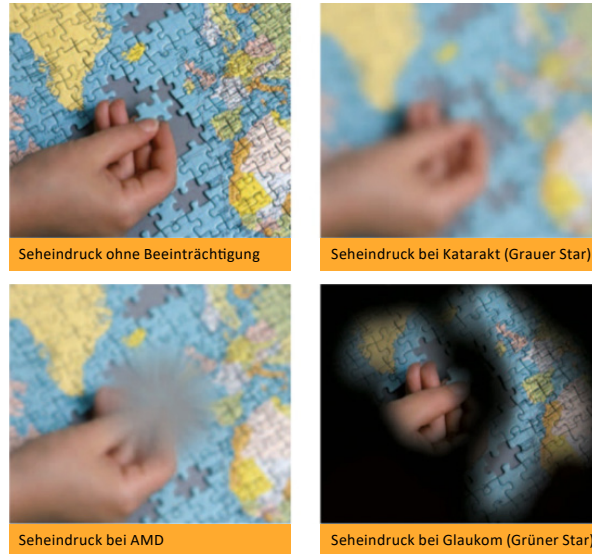 Seheindruck ohne Beeinträchtigung
Seheindruck bei Katarakt (Grauer Star)
Seheindruck bei AMD
Seheindruck bei Glaukom (Grüner Star)